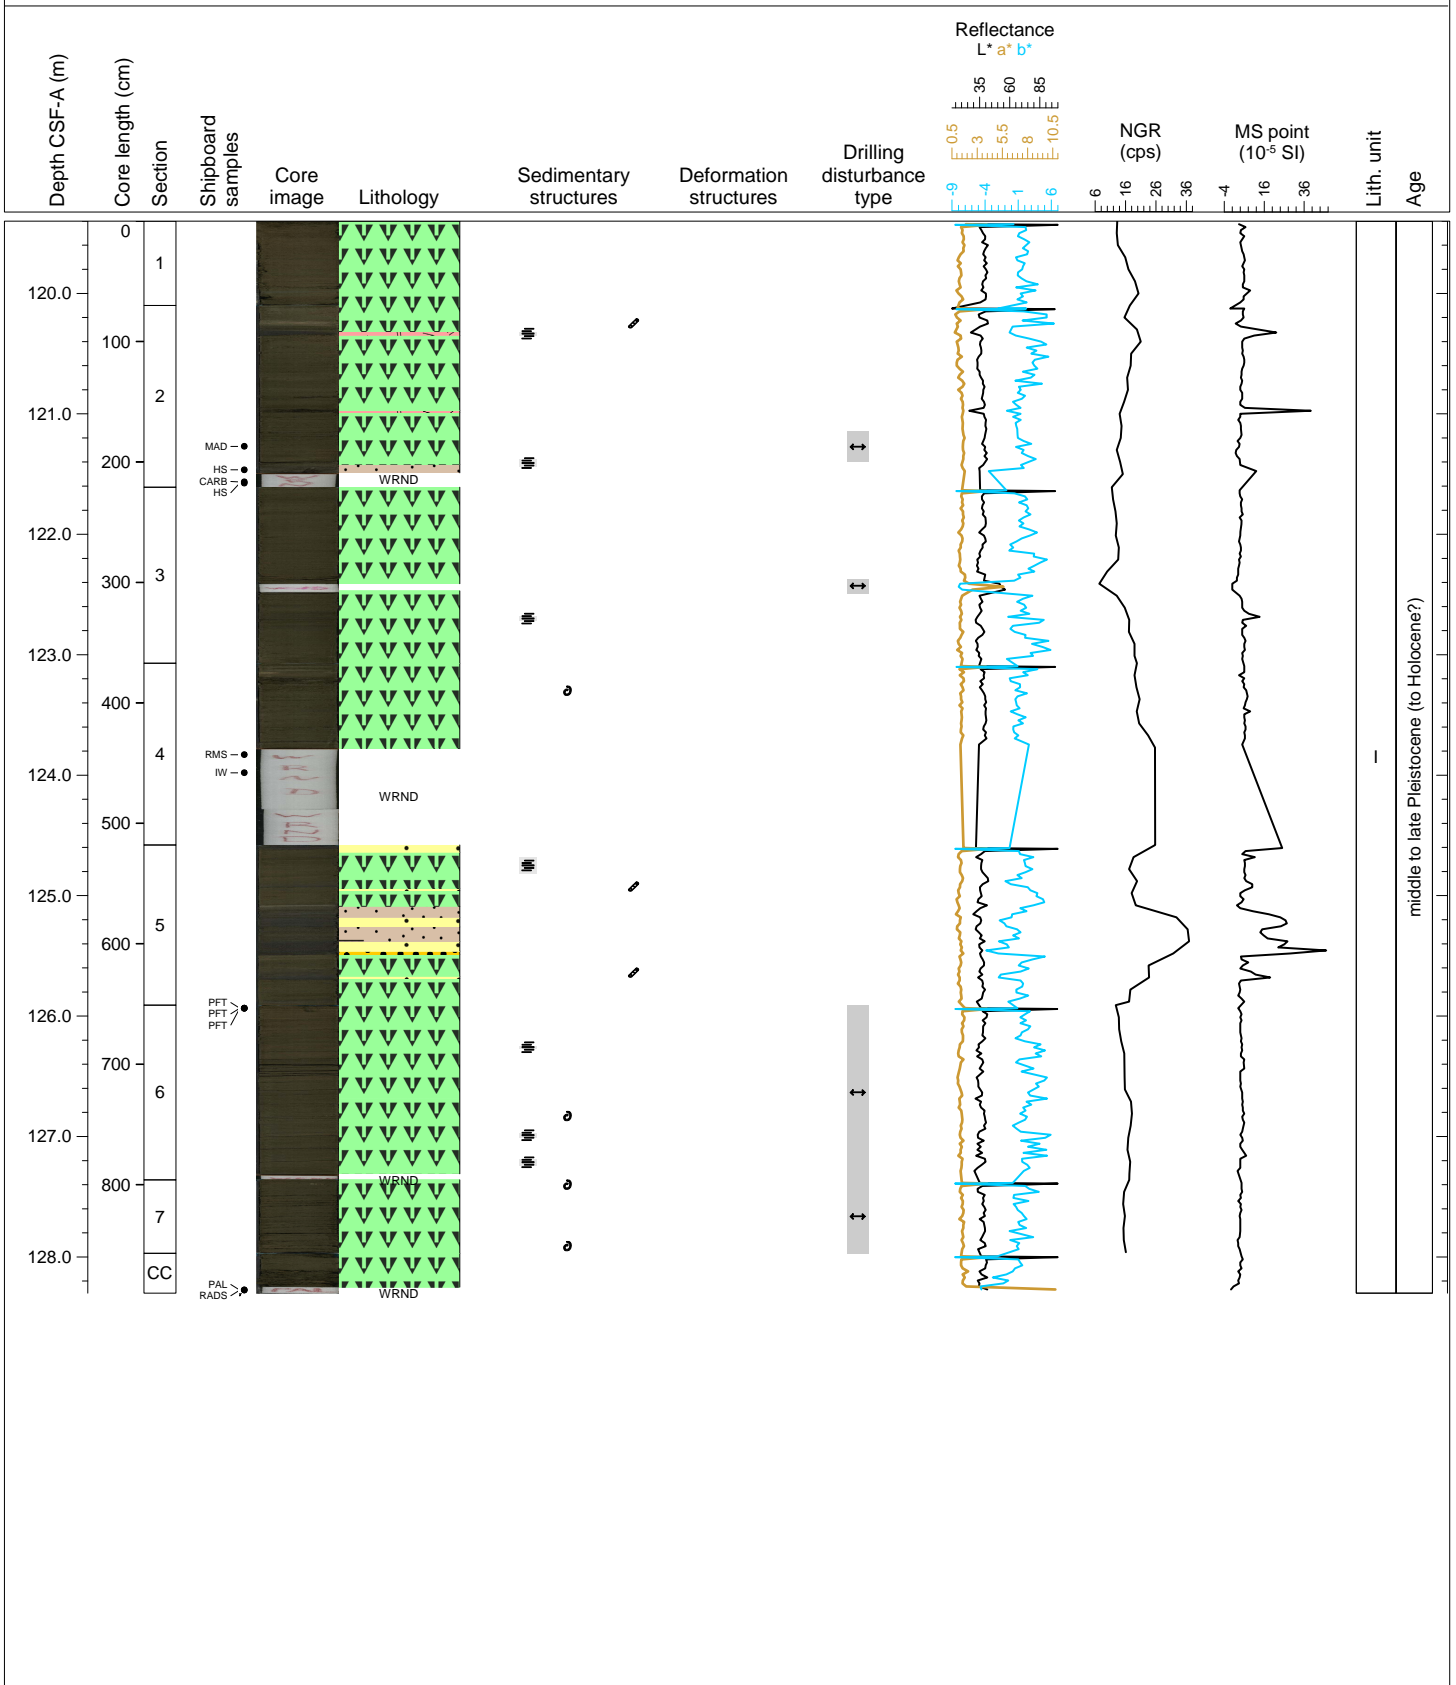 Depth CSF-A (m)
Core length (cm)
Section
Shipboard
samples
Core
image
Lithology
Sedimentary
structures
Deformation
structures
Drilling
disturbance
type
Reflectance
L* a* b*
35 60 85
0.5 3 5.5 8 10.5
-9 -4 1 6
NGR
(cps)
6 16 26 36
MS point
(10-5 SI)
-4 16 36
Lith. unit
Age
0
1
120.0
100
2
121.0
MAD
200
HS
CARB
HS
WRND
122.0
3
300
123.0
400
4
RMS
IW
124.0
WRND
I
500
125.0
5
600
middle to late Pleistocene (to Holocene?)
PFT
PFT
PFT
126.0
700
6
127.0
800
WRND
7
128.0
CC
PAL
RADS
WRND